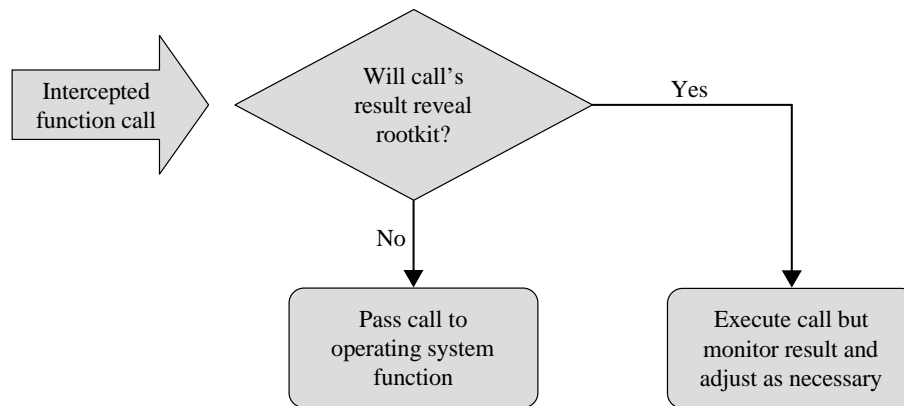 Intercepted
function call
Will call’s
result reveal
rootkit?
Yes
No
Pass call to
operating system
function
Execute call but
monitor result and
adjust as necessary